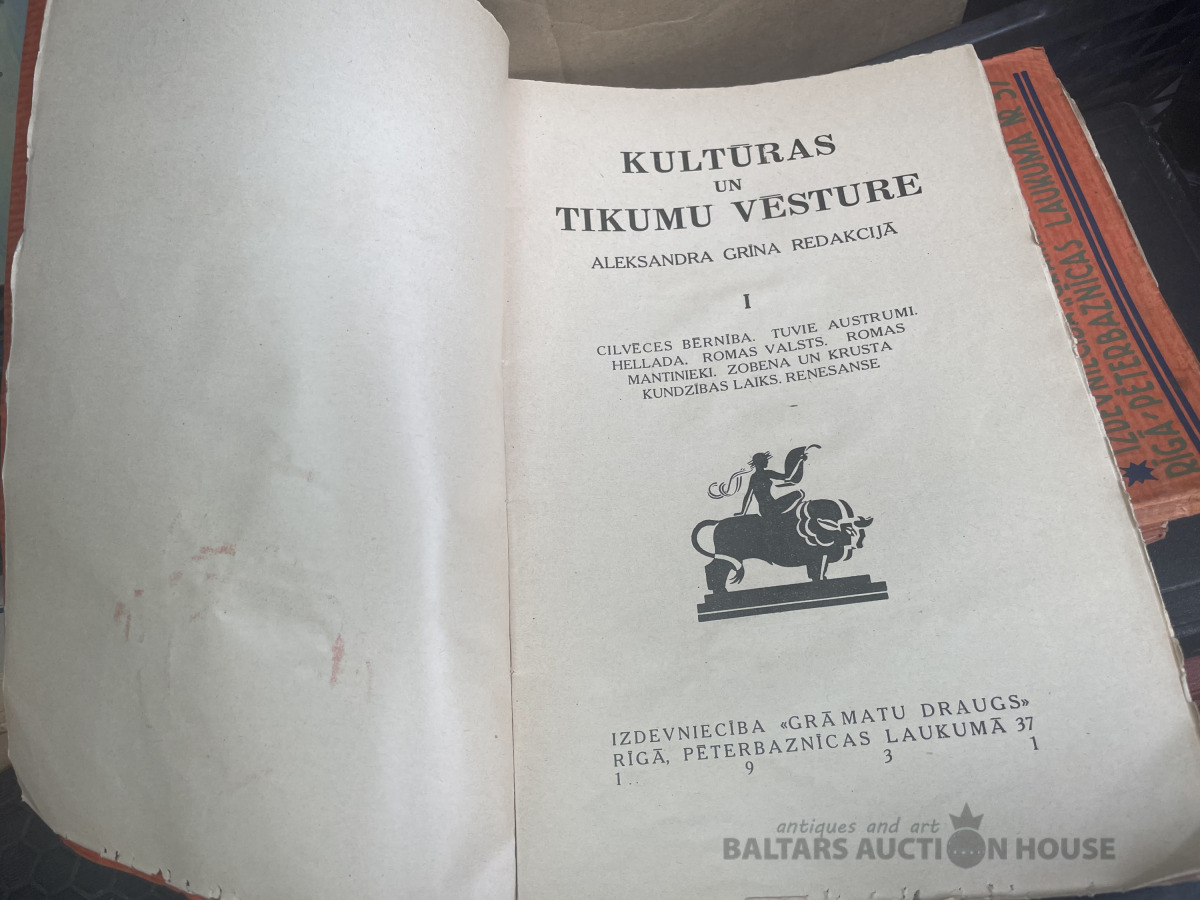 KULTŪRAS
UN
TIKUMU VĒSTURE
ALEKSANDRA GRĪNA REDAKCIJĀ
I
CILVĒCES BĒRNĪBA. TUVIE AUSTRUMI.
HELLADA. ROMAS VALSTS. ROMAS
MANTINIEKI. ZOBENA UN KRUSTA
KUNDZĪBAS LAIKS. REŅESANSE
IZDEVNIECĪBA «GRĀMATU DRAUGS»
RĪGĀ, PĒTERBAZNĪCAS LAUKUMĀ 37
1 9 3 1
RĪGĀ, PĒTERBAZNĪCAS LAUKUMĀ NR 37
antiques and art
BALTARS AUCTION HOUSE